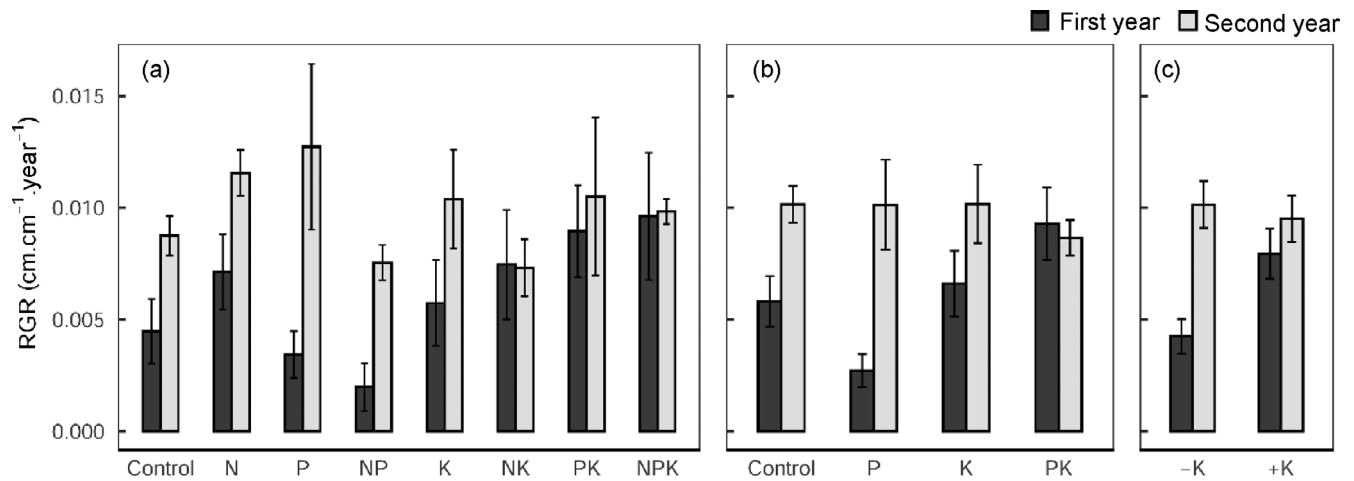 First year Second year
(a) (b) (c)
0.015
0.010
0.005
0.000
RGR (cm.cm⁻¹.year⁻¹)
Control N P NP K NK PK NPK Control P K PK −K +K